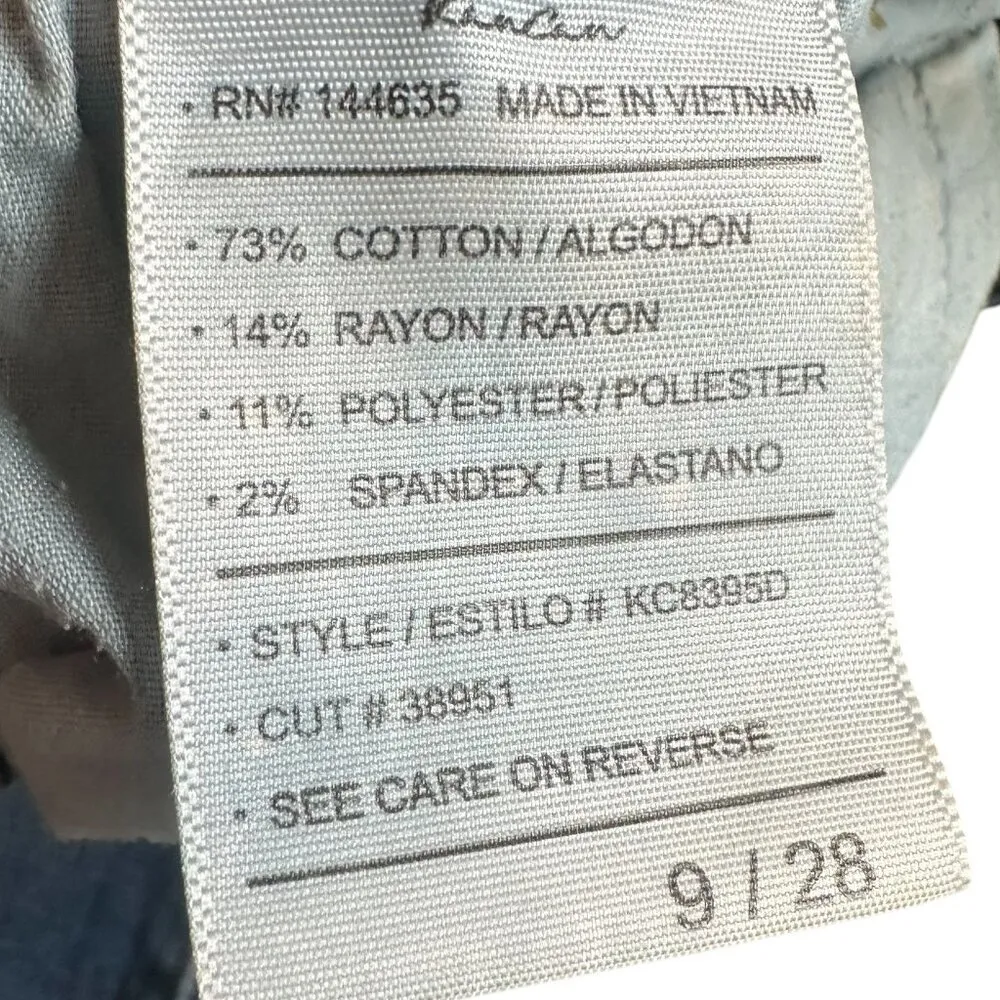 KanCan
• RN# 144635 MADE IN VIETNAM
• 73% COTTON / ALGODON
• 14% RAYON / RAYON
• 11% POLYESTER / POLIESTER
• 2% SPANDEX / ELASTANO
• STYLE / ESTILO # KC8395D
• CUT # 38951
• SEE CARE ON REVERSE
9 / 28